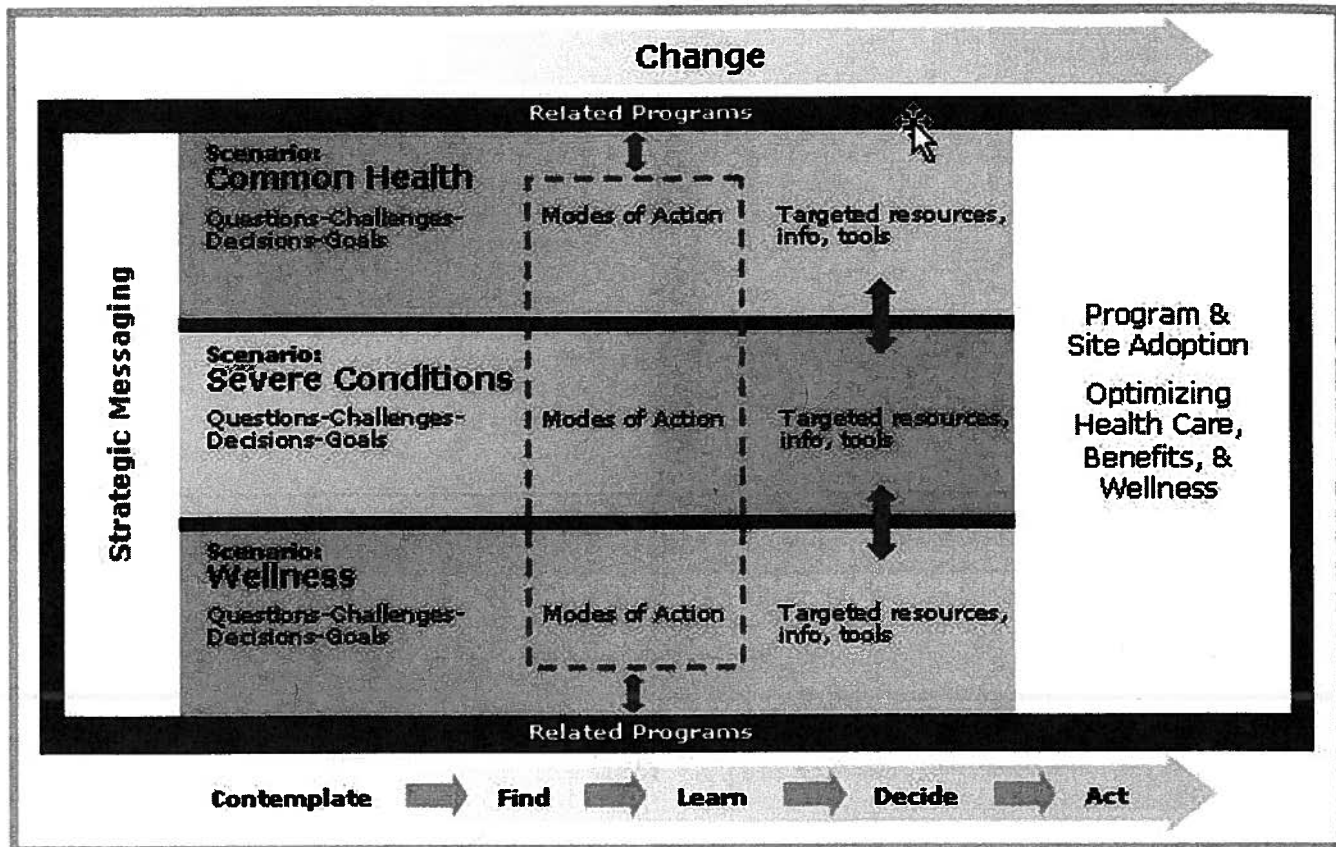 Change
Related Programs
Scenario:
Common Health
Questions-Challenges-
Decisions-Goals
Modes of Action
Targeted resources,
info, tools
Strategic Messaging
Scenario:
Severe Conditions
Questions-Challenges-
Decisions-Goals
Modes of Action
Targeted resources,
info, tools
Program &
Site Adoption
Optimizing
Health Care,
Benefits, &
Wellness
Scenario:
Wellness
Questions-Challenges-
Decisions-Goals
Modes of Action
Targeted resources,
info, tools
Related Programs
Contemplate
Find
Learn
Decide
Act